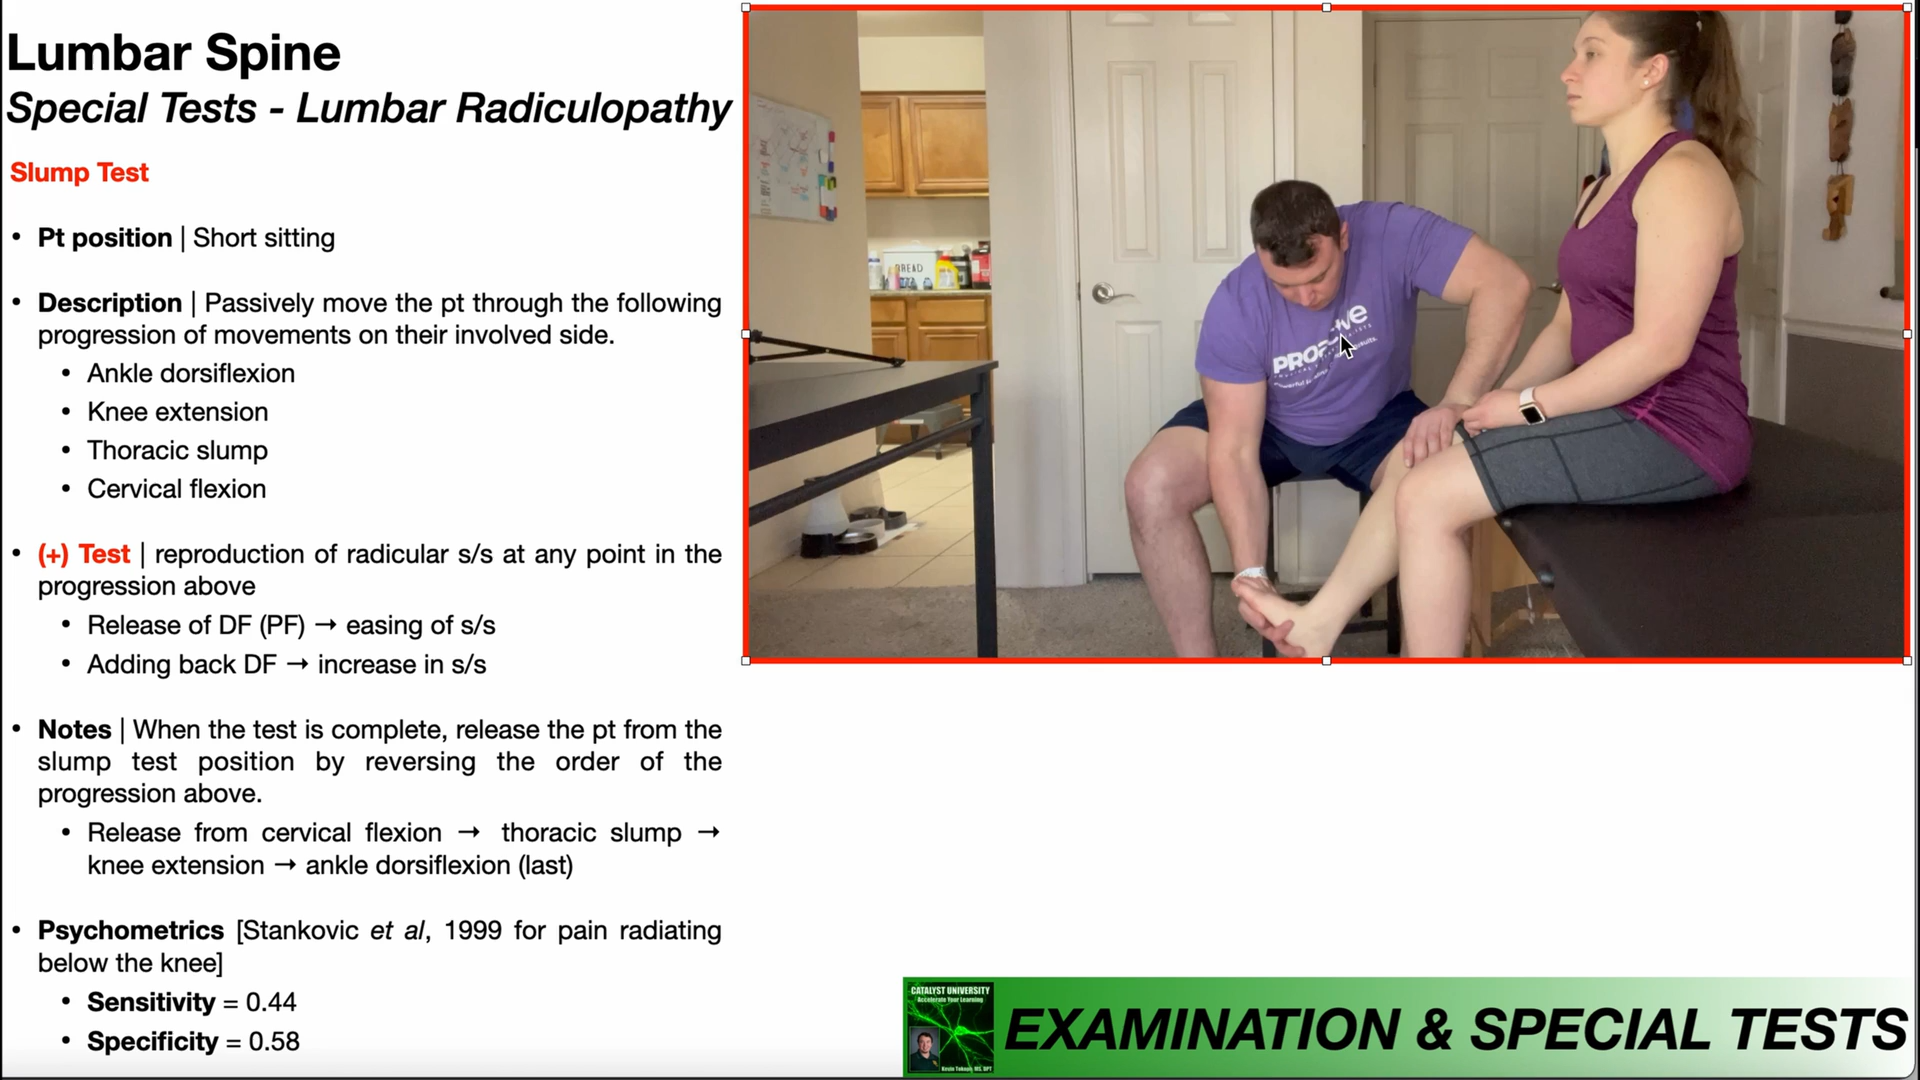 Lumbar Spine
Special Tests - Lumbar Radiculopathy
Slump Test
• Pt position | Short sitting
• Description | Passively move the pt through the following
progression of movements on their involved side.
• Ankle dorsiflexion
• Knee extension
• Thoracic slump
• Cervical flexion
• (+) Test | reproduction of radicular s/s at any point in the
progression above
• Release of DF (PF) → easing of s/s
• Adding back DF → increase in s/s
• Notes | When the test is complete, release the pt from the
slump test position by reversing the order of the
progression above.
• Release from cervical flexion → thoracic slump →
knee extension → ankle dorsiflexion (last)
• Psychometrics [Stankovic et al, 1999 for pain radiating
below the knee]
• Sensitivity = 0.44
• Specificity = 0.58
BREAD
CATALYST UNIVERSITY
Accelerate Your Learning
EXAMINATION & SPECIAL TESTS